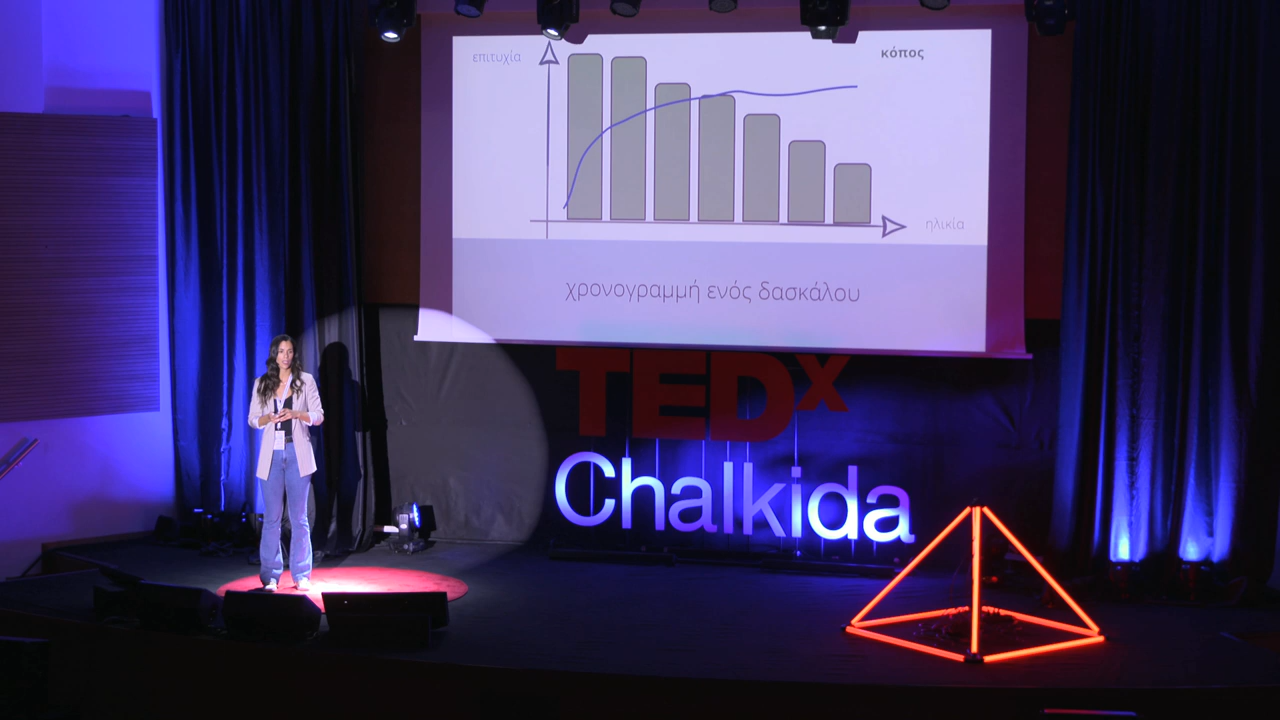 επιτυχία
κόπος
ηλικία
χρονογραμμή ενός δασκάλου
TEDx
Chalkida